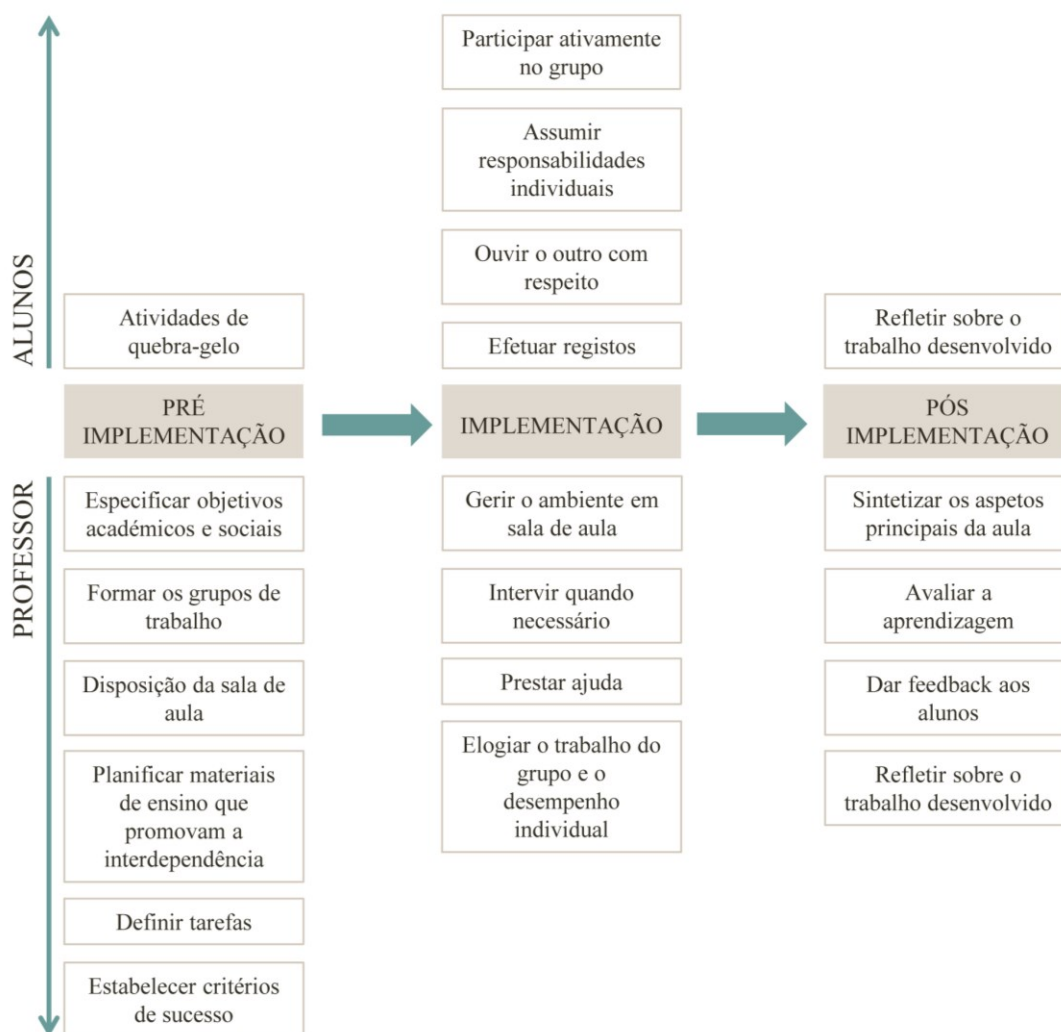 ALUNOS
Atividades de
quebra-gelo
Participar ativamente
no grupo
Assumir
responsabilidades
individuais
Ouvir o outro com
respeito
Efetuar registos
Refletir sobre o
trabalho desenvolvido
PRÉ
IMPLEMENTAÇÃO
IMPLEMENTAÇÃO
PÓS
IMPLEMENTAÇÃO
PROFESSOR
Especificar objetivos
académicos e sociais
Formar os grupos de
trabalho
Disposição da sala de
aula
Planificar materiais
de ensino que
promovam a
interdependência
Definir tarefas
Estabelecer critérios
de sucesso
Gerir o ambiente em
sala de aula
Intervir quando
necessário
Prestar ajuda
Elogiar o trabalho do
grupo e o
desempenho
individual
Sintetizar os aspetos
principais da aula
Avaliar a
aprendizagem
Dar feedback aos
alunos
Refletir sobre o
trabalho desenvolvido